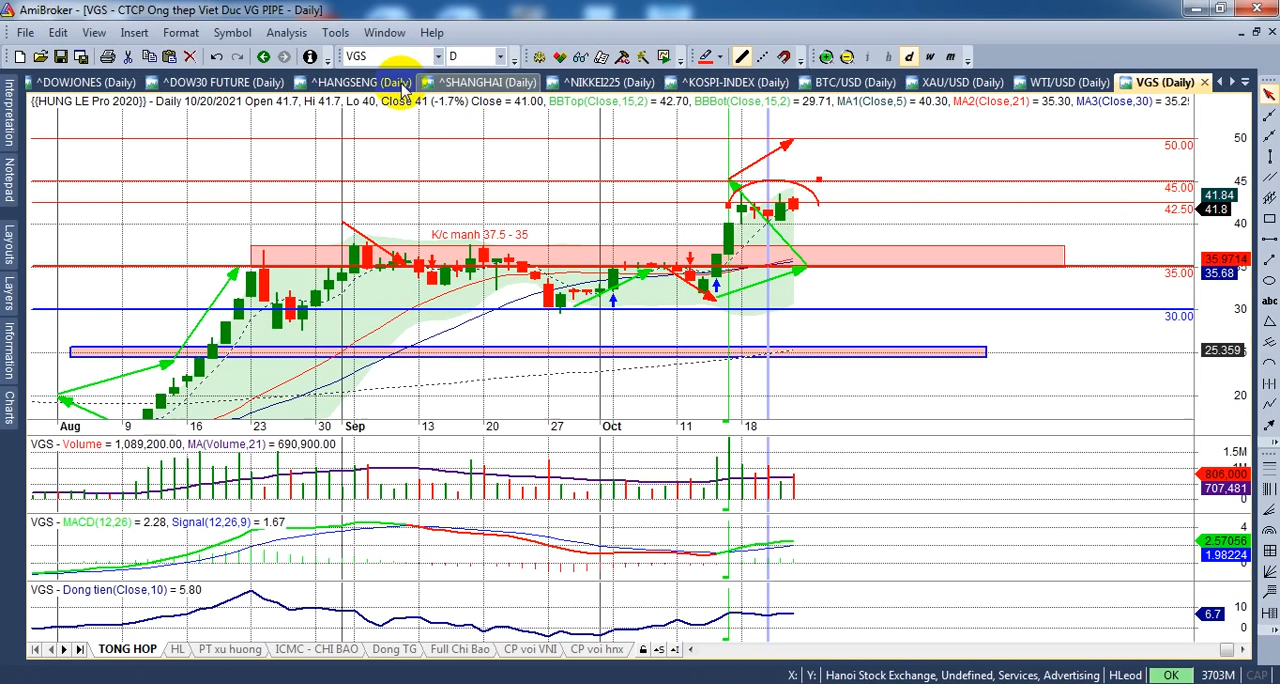 AmiBroker - [VGS - CTCP Ong thep Viet Duc VG PIPE - Daily]
File Edit View Insert Format Symbol Analysis Tools Window Help
VGS D d w m
^DOWJONES (Daily) ^DOW30 FUTURE (Daily) ^HANGSENG (Daily) ^SHANGHAI (Daily) ^NIKKEI225 (Daily) ^KOSPI-INDEX (Daily) BTC/USD (Daily) XAU/USD (Daily) WTI/USD (Daily) VGS (Daily)
{{HUNG LE Pro 2020}} - Daily 10/20/2021 Open 41.7, Hi 41.7, Lo 40, Close 41 (-1.7%) Close = 41.00, BBTop(Close,15,2) = 42.70, BBBot(Close,15,2) = 29.71, MA1(Close,5) = 40.30, MA2(Close,21) = 35.30, MA3(Close,30) = 35.2
Interpretation
Notepad
Layouts
Layers
Information
Charts
abc
50
50.00
45
45.00
41.84
42.50
41.8
40
K/c manh 37.5 - 35
35.9714
35.00
35.68
30
30.00
25.359
20
Aug 9 16 23 30 Sep 13 20 27 Oct 11 18
VGS - Volume = 1,089,200.00, MA(Volume,21) = 690,900.00
1.5M
806,000
707,481
0
VGS - MACD(12,26) = 2.28, Signal(12,26,9) = 1.67
4
2.57056
1.98224
0
VGS - Dong tien(Close,10) = 5.80
10
6.7
0
TONG HOP HL PT xu huong ICMC - CHI BAO Dong TG Full Chi Bao CP voi VNI CP voi hnx
X: Y: Hanoi Stock Exchange, Undefined, Services, Advertising HLeod OK 3703M CAP